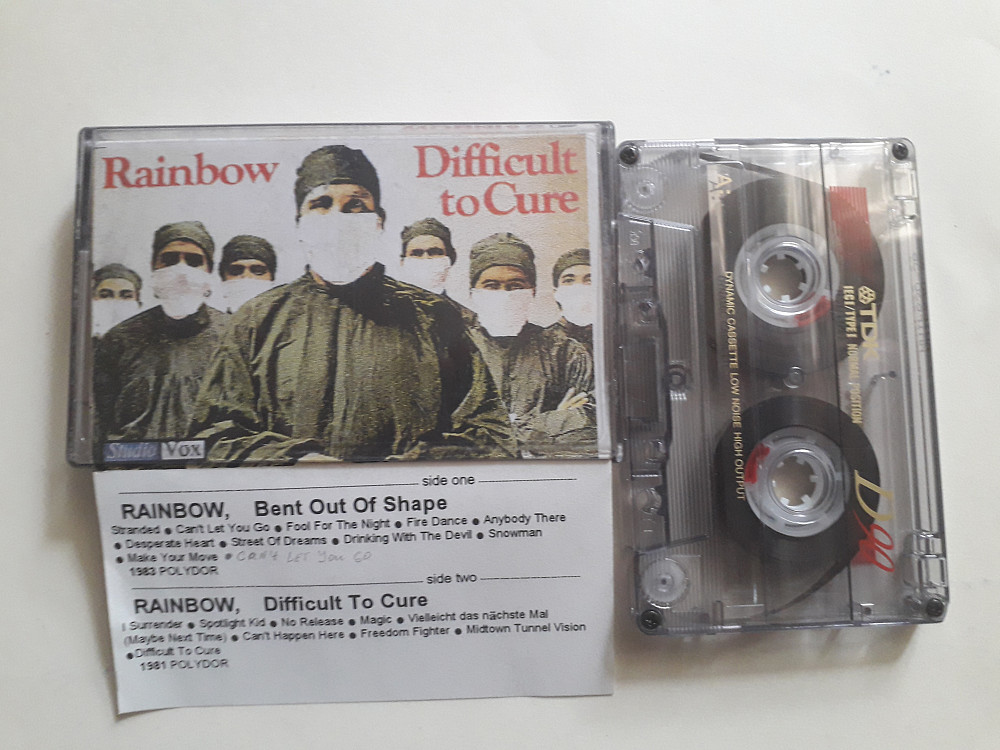 Rainbow
Difficult
to Cure
Studio Vox
side one
RAINBOW, Bent Out Of Shape
Stranded ● Can't Let You Go ● Fool For The Night ● Fire Dance ● Anybody There
● Desperate Heart ● Street Of Dreams ● Drinking With The Devil ● Snowman
● Make Your Move ● CAN'T LET YOU GO
1983 POLYDOR
side two
RAINBOW, Difficult To Cure
I Surrender ● Spotlight Kid ● No Release ● Magic ● Vielleicht das nächste Mal
(Maybe Next Time) ● Can't Happen Here ● Freedom Fighter ● Midtown Tunnel Vision
● Difficult To Cure
1981 POLYDOR
A
TDK
IECI/TYPE I NORMAL POSITION
DYNAMIC CASSETTE LOW NOISE HIGH OUTPUT
D90